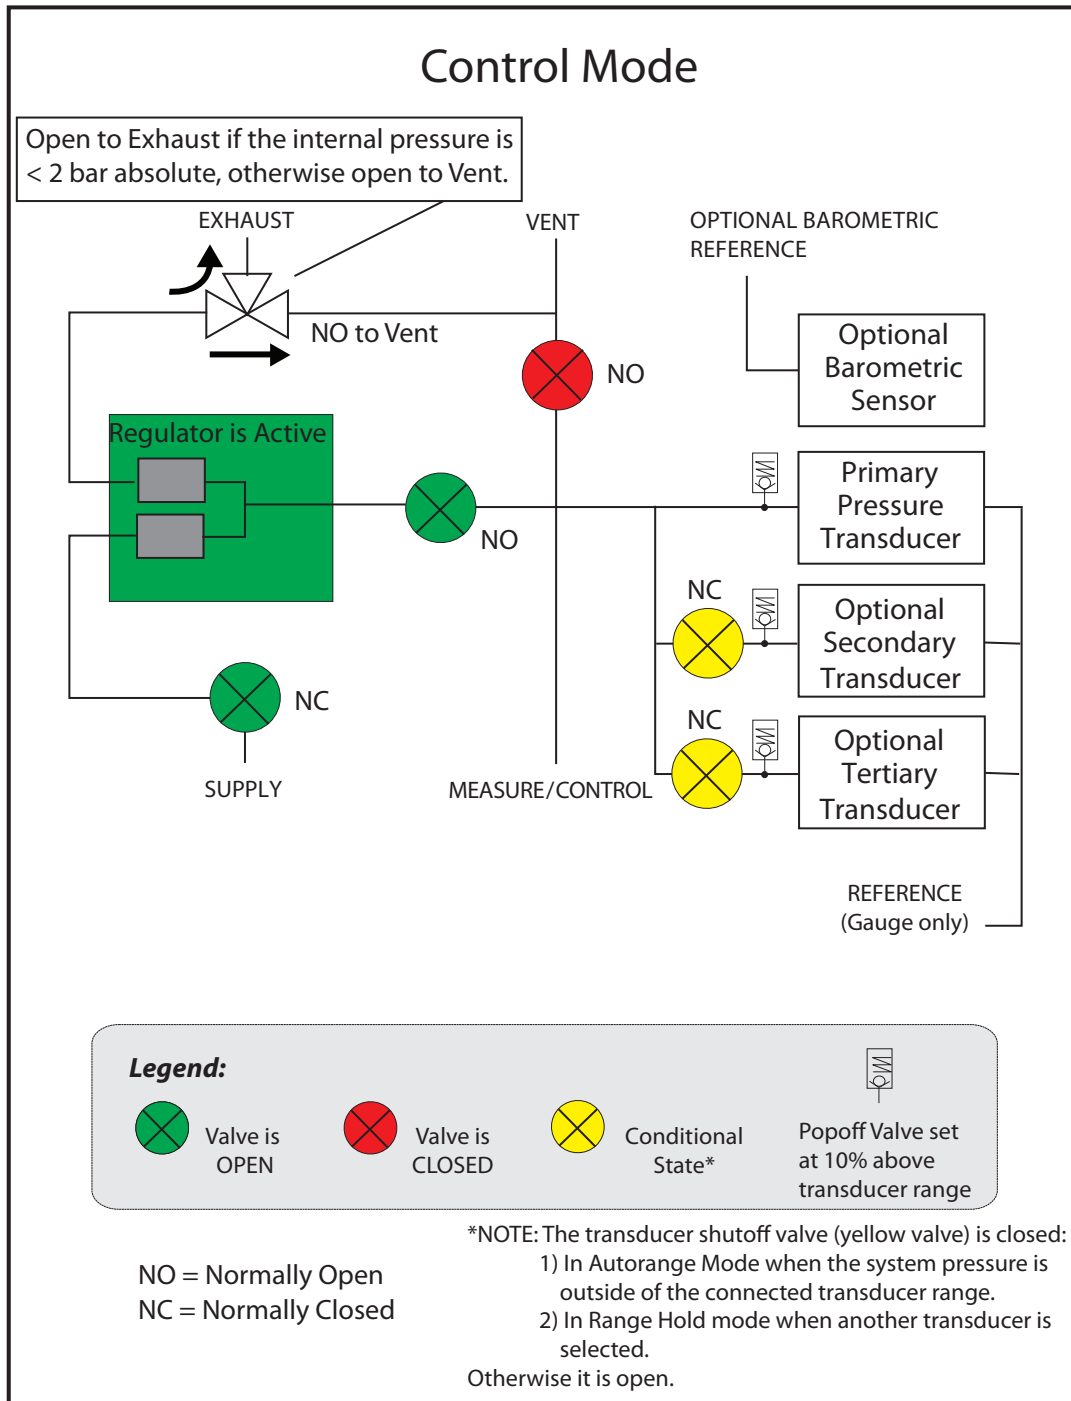 Control Mode
Open to Exhaust if the internal pressure is
< 2 bar absolute, otherwise open to Vent.
EXHAUST
VENT
OPTIONAL BAROMETRIC
REFERENCE
NO to Vent
NO
Optional
Barometric
Sensor
Regulator is Active
NO
Primary
Pressure
Transducer
NC
Optional
Secondary
Transducer
NC
NC
Optional
Tertiary
Transducer
SUPPLY
MEASURE/CONTROL
REFERENCE
(Gauge only)
Legend:
Valve is
OPEN
Valve is
CLOSED
Conditional
State*
Popoff Valve set
at 10% above
transducer range
NO = Normally Open
NC = Normally Closed
*NOTE: The transducer shutoff valve (yellow valve) is closed:
1) In Autorange Mode when the system pressure is
outside of the connected transducer range.
2) In Range Hold mode when another transducer is
selected.
Otherwise it is open.